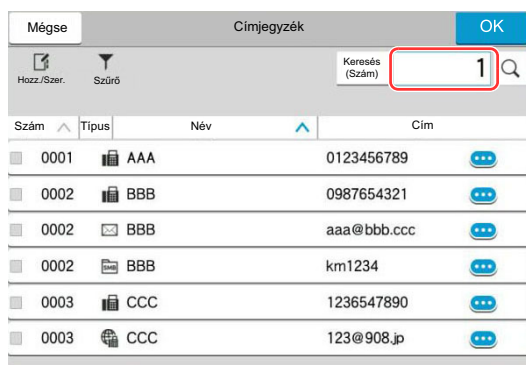 Mégse Címjegyzék OK
Hozz./Szer. Szűrő Keresés (Szám) 1
Szám Típus Név Cím
0001 AAA 0123456789
0002 BBB 0987654321
0002 BBB aaa@bbb.ccc
0002 SMB BBB km1234
0003 CCC 1236547890
0003 CCC 123@908.jp